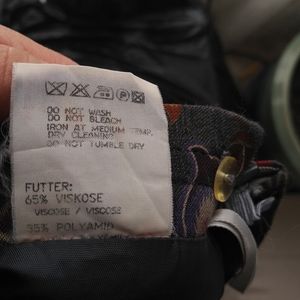 DO NOT WASH
DO NOT BLEACH
IRON AT MEDIUM TEMP.
DRY CLEANING
DO NOT TUMBLE DRY
FUTTER:
65% VISKOSE
VISCOSE / VISCOSE
35% POLYAMID